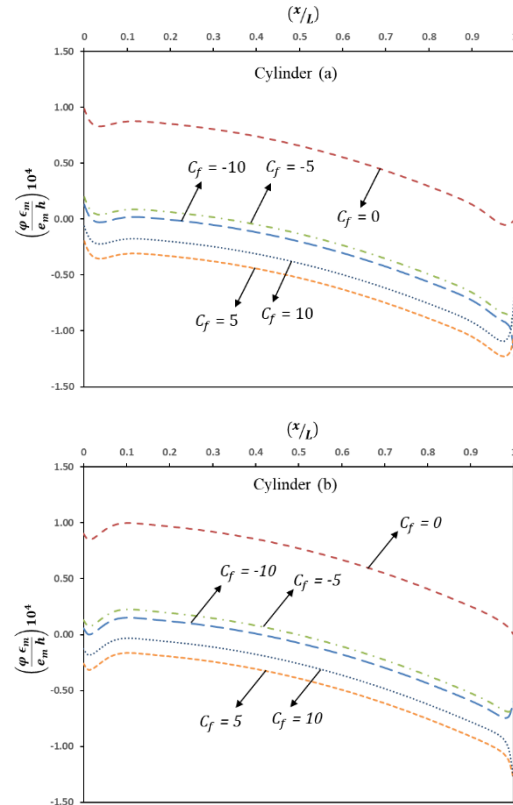 (x/L)
0 0.1 0.2 0.3 0.4 0.5 0.6 0.7 0.8 0.9 1
1.50
Cylinder (a)
1.00
C_f = -10 C_f = -5
C_f = 0
0.00
-0.50
C_f = 5 C_f = 10
-1.00
-1.50
0.50
(φ ϵ_m / e_m h) 10^4
(x/L)
0 0.1 0.2 0.3 0.4 0.5 0.6 0.7 0.8 0.9 1
1.50
Cylinder (b)
1.00
C_f = 0
0.50
C_f = -10 C_f = -5
0.00
-0.50
C_f = 5 C_f = 10
-1.00
-1.50
(φ ϵ_m / e_m h) 10^4